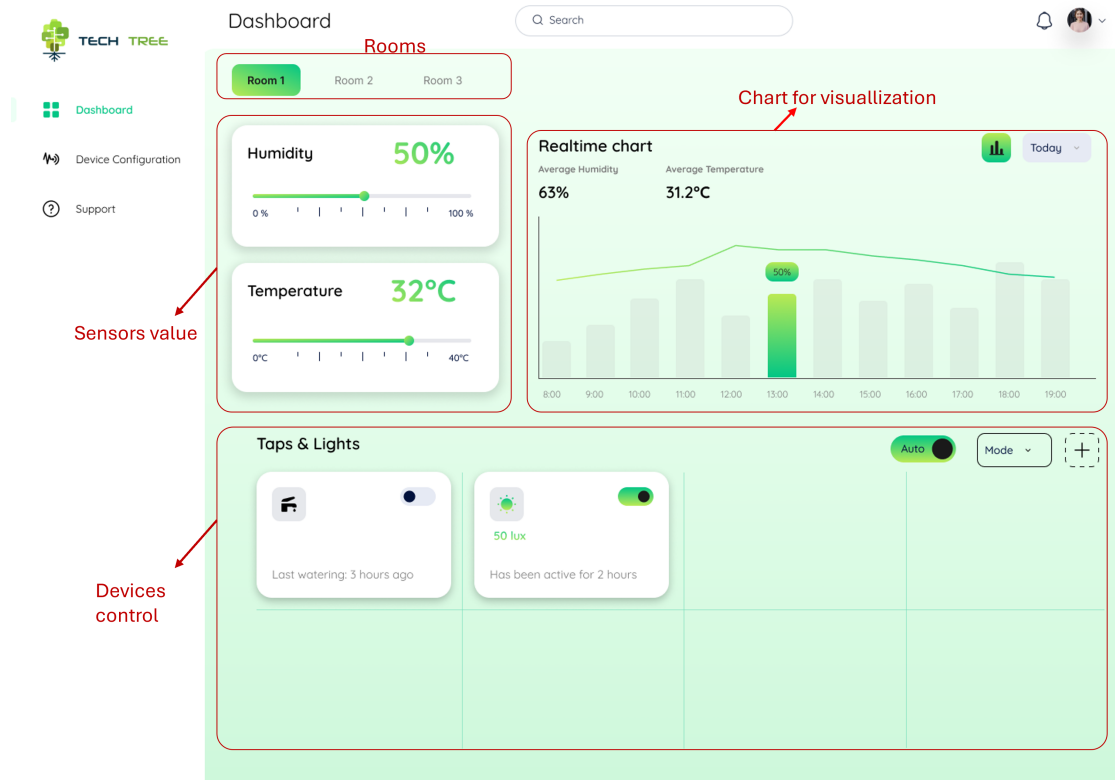 Dashboard
Search
TECH TREE
Rooms
Room 1
Room 2
Room 3
Dashboard
Device Configuration
Support
Chart for visuallization
Humidity
50%
0 %
100 %
Temperature
32°C
0°C
40°C
Sensors value
Realtime chart
Today
Average Humidity
Average Temperature
63%
31.2°C
50%
8:00 9:00 10:00 11:00 12:00 13:00 14:00 15:00 16:00 17:00 18:00 19:00
Taps & Lights
Auto
Mode
50 lux
Last watering: 3 hours ago
Has been active for 2 hours
Devices
control